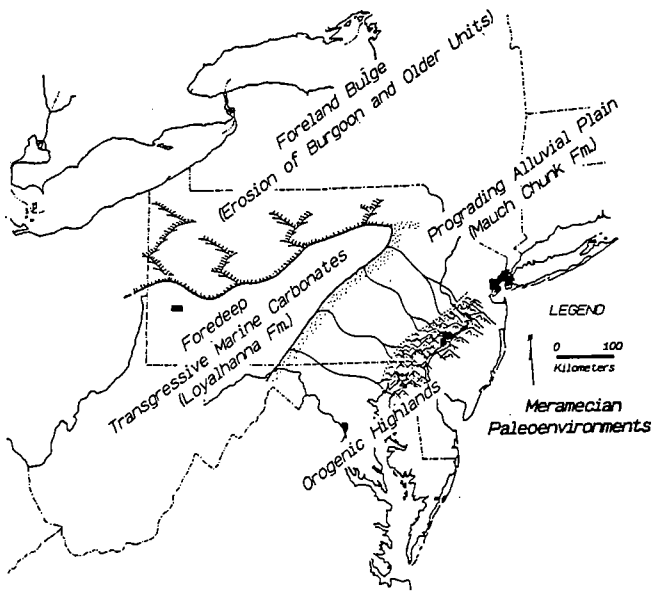 Foreland Bulge
(Erosion of Burgoon and Older Units)
Prograding Alluvial Plain
(Mauch Chunk Fm.)
Foredeep
Transgressive Marine Carbonates
(Loyalhanna Fm.)
Orogenic Highlands
LEGEND
0 100
Kilometers
Meramecian
Paleoenvironments